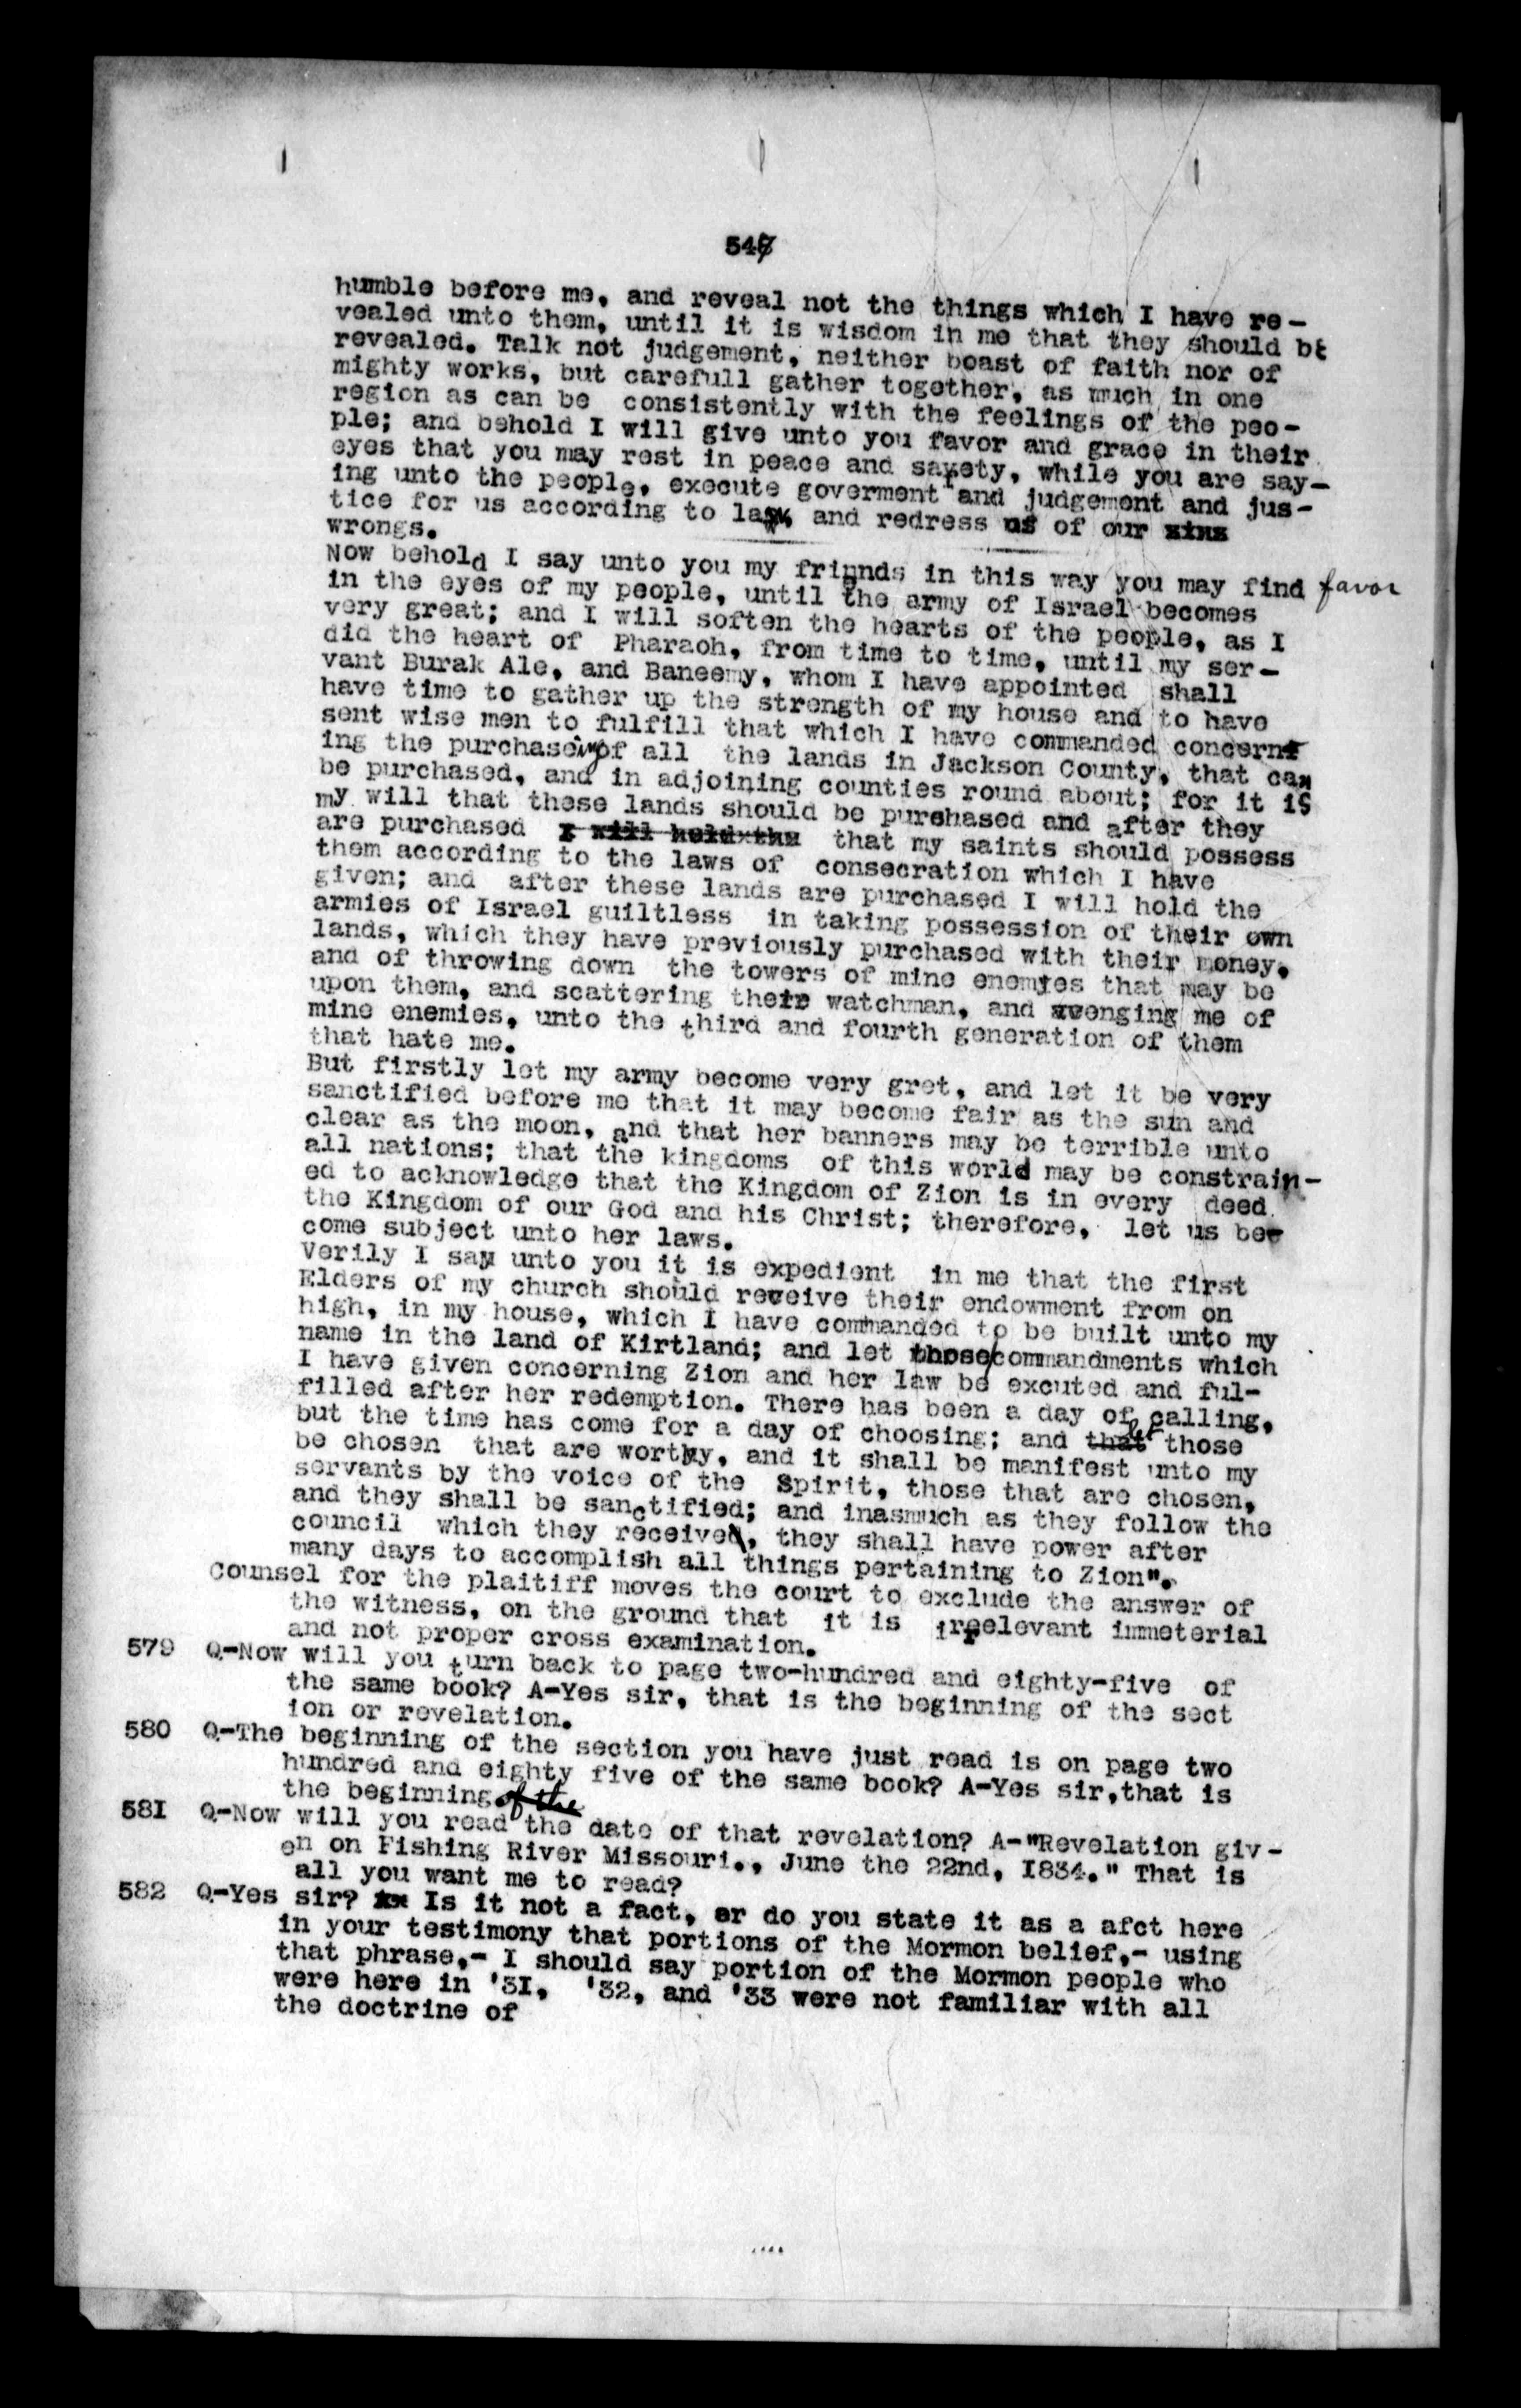 547
humble before me, and reveal not the things which I have re-
vealed unto them, until it is wisdom in me that they should be
revealed. Talk not judgement, neither boast of faith nor of
mighty works, but carefull gather together, as much in one
region as can be consistently with the feelings of the peo-
ple; and behold I will give unto you favor and grace in their
eyes that you may rest in peace and safety, while you are say-
ing unto the people, execute goverment and judgement and jus-
tice for us according to law, and redress us of our
wrongs.
Now behold I say unto you my friends in this way you may find favor
in the eyes of my people, until the army of Israel becomes
very great; and I will soften the hearts of the people, as I
did the heart of Pharaoh, from time to time, until my ser-
vant Burak Ale, and Baneemy, whom I have appointed shall
have time to gather up the strength of my house and to have
sent wise men to fulfill that which I have commanded concern-
ing the purchasing of all the lands in Jackson County, that can
be purchased, and in adjoining counties round about; for it is
my will that these lands should be purchased and after they
are purchased I will hold the that my saints should possess
them according to the laws of consecration which I have
given; and after these lands are purchased I will hold the
armies of Israel guiltless in taking possession of their own
lands, which they have previously purchased with their money,
and of throwing down the towers of mine enemyes that may be
upon them, and scattering their watchman, and avenging me of
mine enemies, unto the third and fourth generation of them
that hate me.
But firstly let my army become very gret, and let it be very
sanctified before me that it may become fair as the sun and
clear as the moon, and that her banners may be terrible unto
all nations; that the kingdoms of this world may be constrain-
ed to acknowledge that the Kingdom of Zion is in every deed
the Kingdom of our God and his Christ; therefore, let us be-
come subject unto her laws.
Verily I say unto you it is expedient in me that the first
Elders of my church should receive their endowment from on
high, in my house, which I have commanded to be built unto my
name in the land of Kirtland; and let those commandments which
I have given concerning Zion and her law be excuted and ful-
filled after her redemption. There has been a day of calling,
but the time has come for a day of choosing; and that let those
be chosen that are worthy, and it shall be manifest unto my
servants by the voice of the Spirit, those that are chosen,
and they shall be sanctified; and inasmuch as they follow the
council which they received, they shall have power after
many days to accomplish all things pertaining to Zion".
Counsel for the plaitiff moves the court to exclude the answer of
the witness, on the ground that it is irrelevant immeterial
and not proper cross examination.
579 Q-Now will you turn back to page two-hundred and eighty-five of
the same book? A-Yes sir, that is the beginning of the sect
ion or revelation.
580 Q-The beginning of the section you have just read is on page two
hundred and eighty five of the same book? A-Yes sir,that is
the beginning of the
581 Q-Now will you read the date of that revelation? A-"Revelation giv-
en on Fishing River Missouri., June the 22nd, I834." That is
all you want me to read?
582 Q-Yes sir? Is it not a fact, or do you state it as a afct here
in your testimony that portions of the Mormon belief,- using
that phrase,- I should say portion of the Mormon people who
were here in '3I, '32, and '33 were not familiar with all
the doctrine of